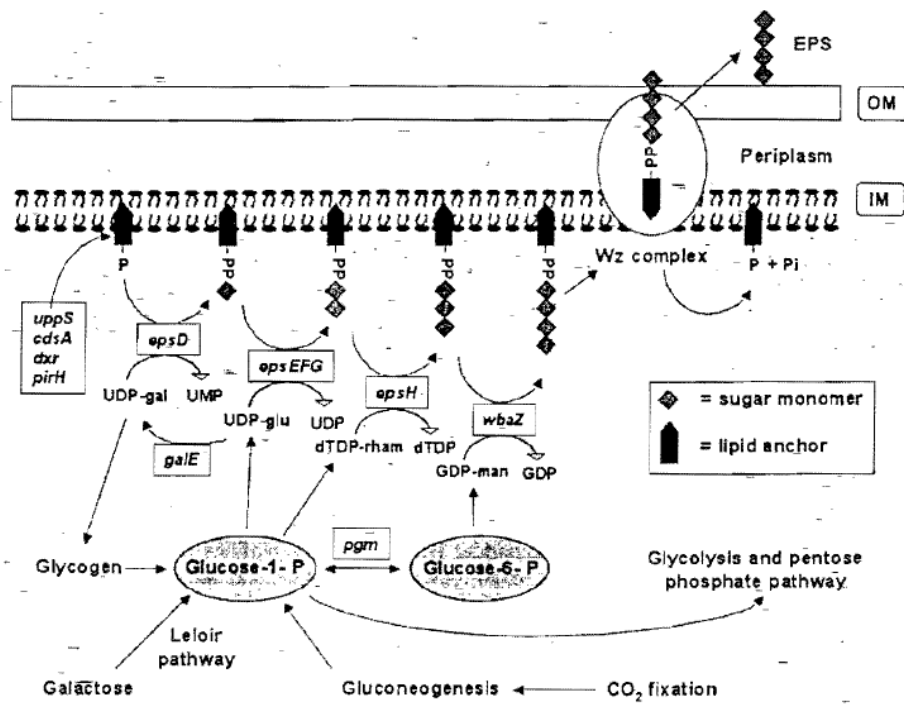 EPS
OM
Periplasm
IM
PP
Wz complex
P
PP
PP
PP
PP
P + Pi
uppS
cdsA
dxr
pirH
epsD
epsEFG
epsH
wbaZ
UDP-gal
UMP
UDP-glu
UDP
dTDP-rham
dTDP
GDP-man
GDP
galE
= sugar monomer
= lipid anchor
Glycogen
Glucose-1-P
pgm
Glucose-6-P
Glycolysis and pentose
phosphate pathway
Leloir
pathway
Galactose
Gluconeogenesis
CO₂ fixation